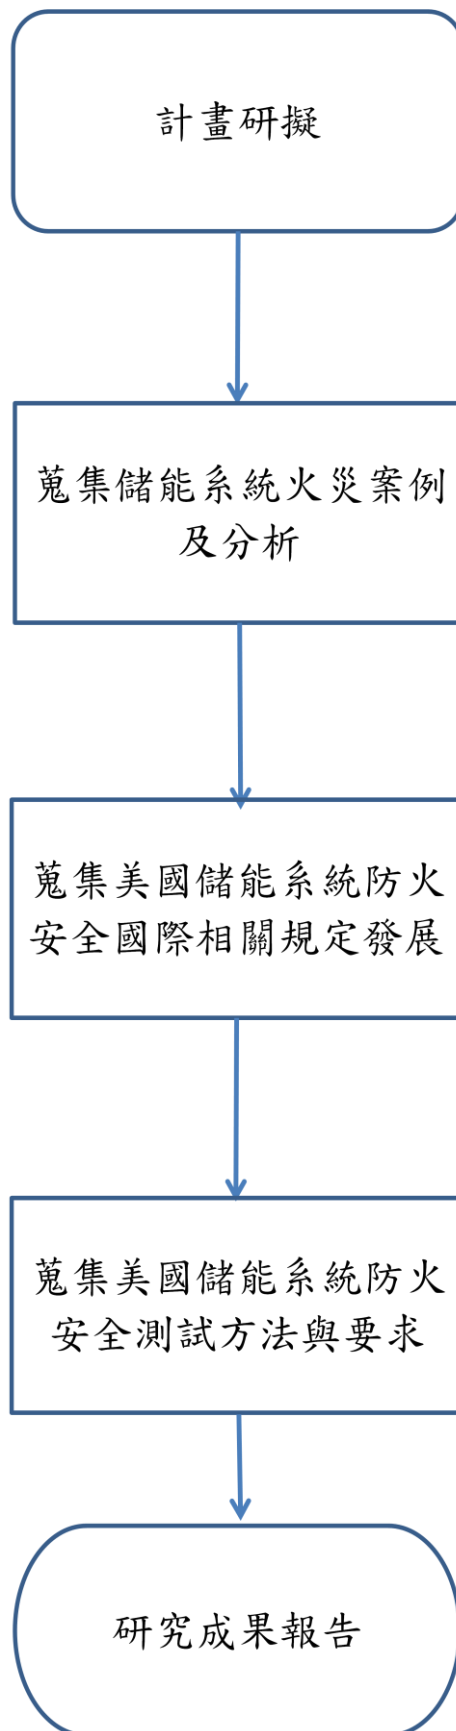 計畫研擬
蒐集儲能系統火災案例
及分析
蒐集美國儲能系統防火
安全國際相關規定發展
蒐集美國儲能系統防火
安全測試方法與要求
研究成果報告